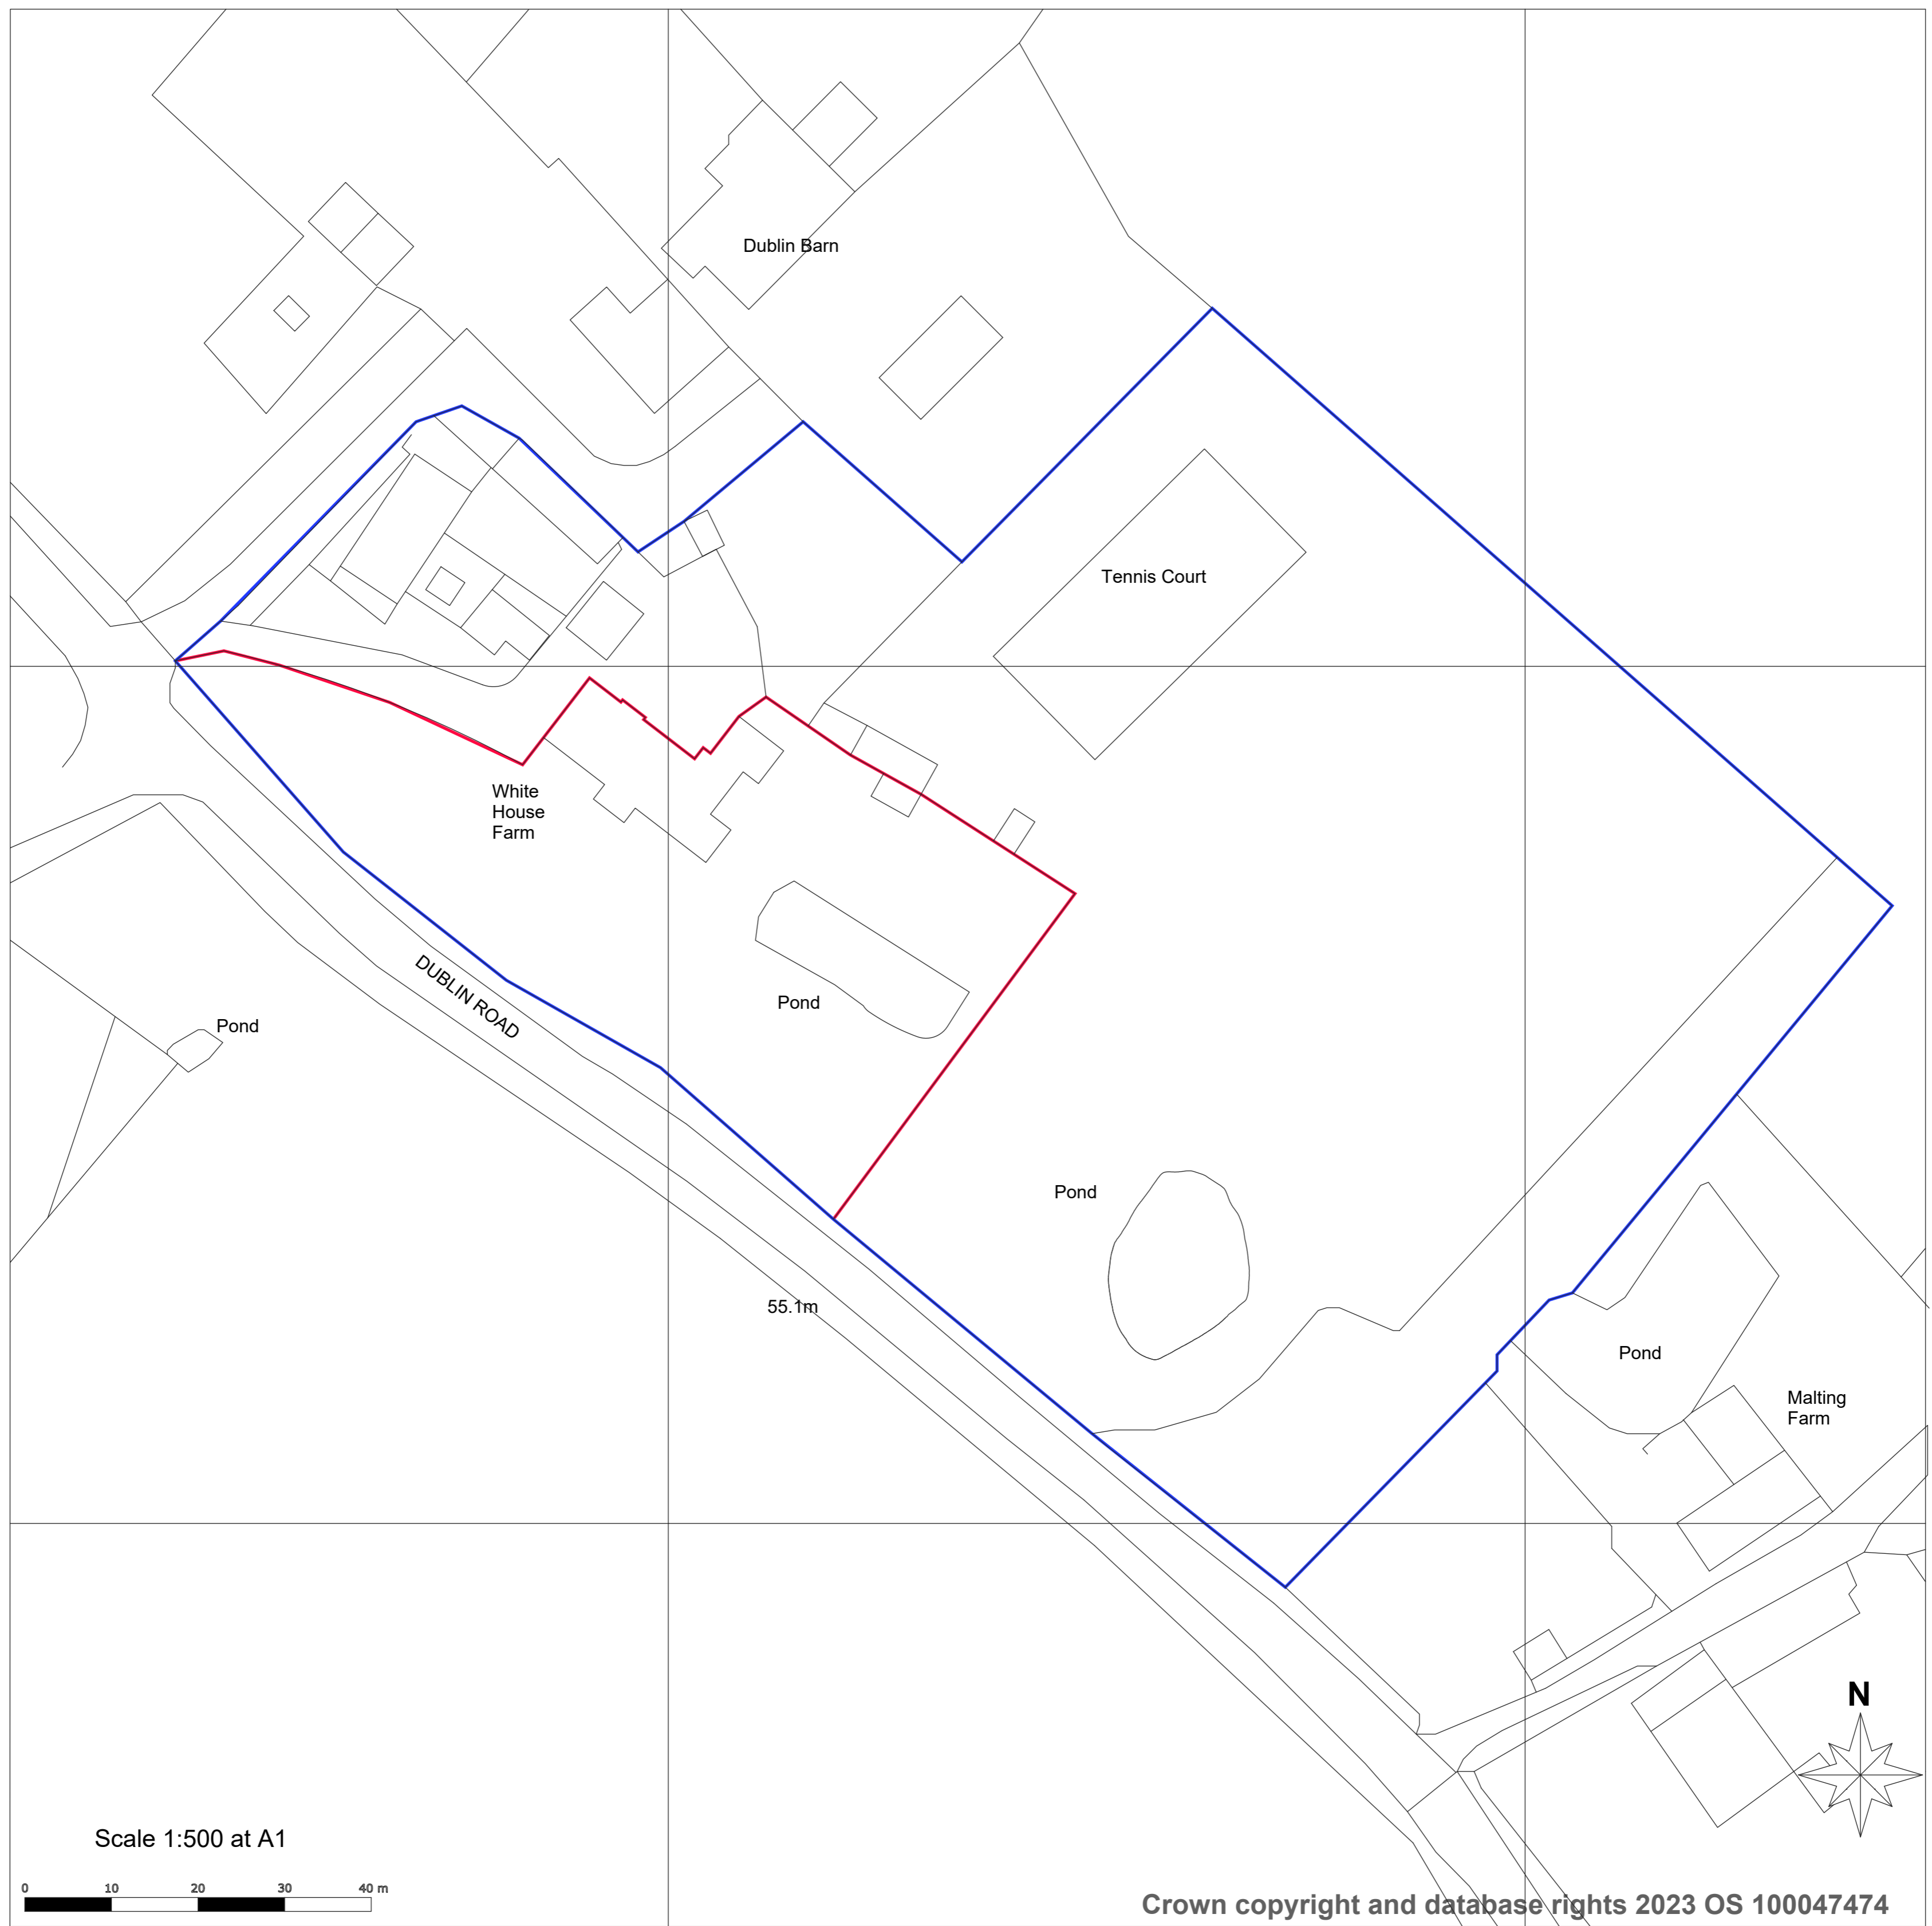 Dublin Barn
Tennis Court
White
House
Farm
DUBLIN ROAD
Pond
Pond
Pond
55.1m
Pond
Malting
Farm
N
Scale 1:500 at A1
0 10 20 30 40 m
Crown copyright and database rights 2023 OS 100047474